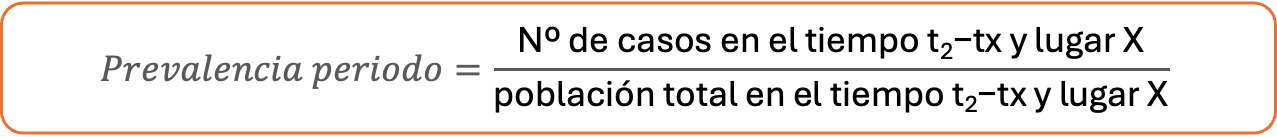 Prevalencia periodo = Nº de casos en el tiempo t₂–tx y lugar X
población total en el tiempo t₂–tx y lugar X